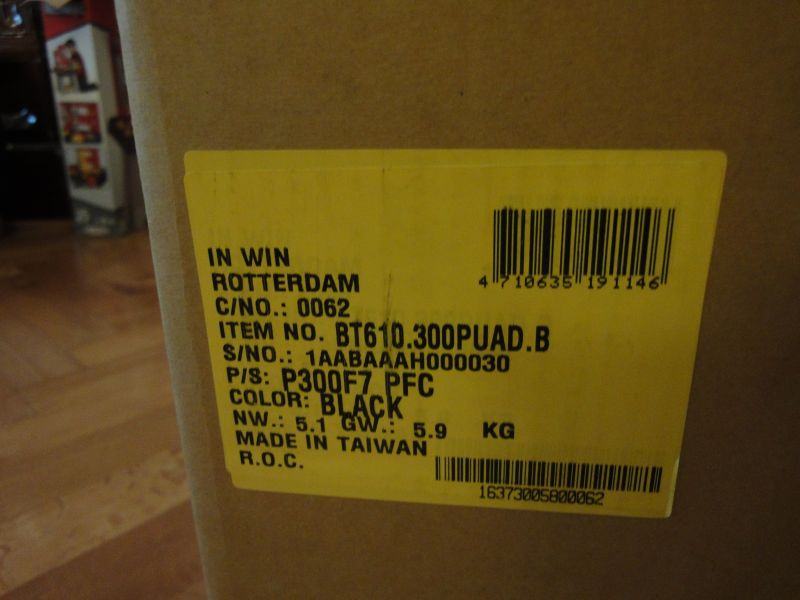 IN WIN
ROTTERDAM
C/NO.: 0062
ITEM NO. BT610.300PUAD.B
S/NO.: 1AABAAAH000030
P/S: P300F7 PFC
COLOR: BLACK
NW.: 5.1 GW.: 5.9 KG
MADE IN TAIWAN
R.O.C.
4 710635 191146
16373005800062